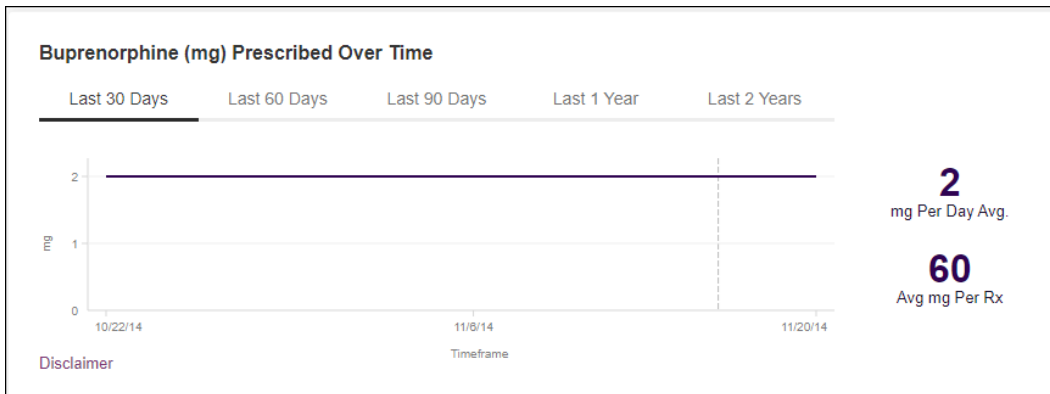 Buprenorphine (mg) Prescribed Over Time
Last 30 Days Last 60 Days Last 90 Days Last 1 Year Last 2 Years
2
1
0
mg
10/22/14 11/6/14 11/20/14
Timeframe
2
mg Per Day Avg.
60
Avg mg Per Rx
Disclaimer